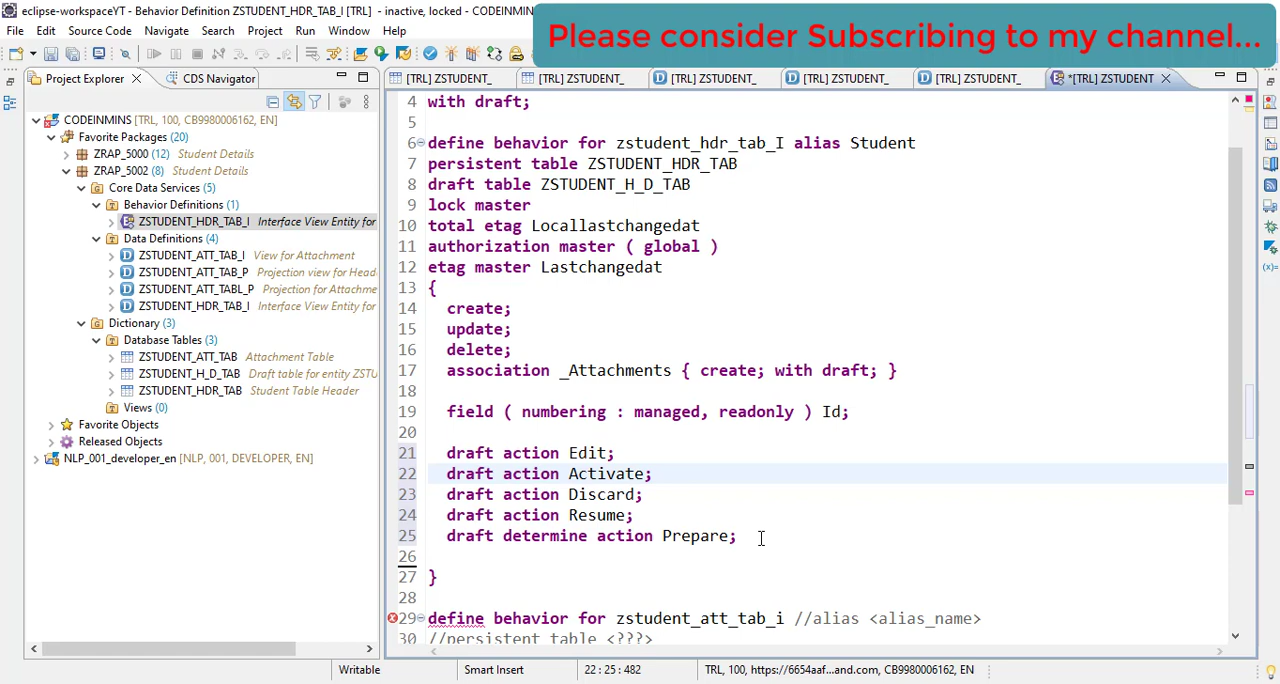 eclipse-workspaceYT - Behavior Definition ZSTUDENT_HDR_TAB_I [TRL] - inactive, locked - CODEINMINS
Please consider Subscribing to my channel...
File Edit Source Code Navigate Search Project Run Window Help
Project Explorer CDS Navigator
[TRL] ZSTUDENT_ [TRL] ZSTUDENT_ [TRL] ZSTUDENT_ [TRL] ZSTUDENT_ [TRL] ZSTUDENT_ *[TRL] ZSTUDENT
CODEINMINS [TRL, 100, CB9980006162, EN]
Favorite Packages (20)
ZRAP_5000 (12) Student Details
ZRAP_5002 (8) Student Details
Core Data Services (5)
Behavior Definitions (1)
ZSTUDENT_HDR_TAB_I Interface View Entity for
Data Definitions (4)
ZSTUDENT_ATT_TAB_I View for Attachment
ZSTUDENT_ATT_TAB_P Projection view for Heade
ZSTUDENT_ATT_TABL_P Projection for Attachme
ZSTUDENT_HDR_TAB_I Interface View Entity for
Dictionary (3)
Database Tables (3)
ZSTUDENT_ATT_TAB Attachment Table
ZSTUDENT_H_D_TAB Draft table for entity ZSTU
ZSTUDENT_HDR_TAB Student Table Header
Views (0)
Favorite Objects
Released Objects
NLP_001_developer_en [NLP, 001, DEVELOPER, EN]
4 with draft;
5
6 define behavior for zstudent_hdr_tab_I alias Student
7 persistent table ZSTUDENT_HDR_TAB
8 draft table ZSTUDENT_H_D_TAB
9 lock master
10 total etag Locallastchangedat
11 authorization master ( global )
12 etag master Lastchangedat
13 {
14 create;
15 update;
16 delete;
17 association _Attachments { create; with draft; }
18
19 field ( numbering : managed, readonly ) Id;
20
21 draft action Edit;
22 draft action Activate;
23 draft action Discard;
24 draft action Resume;
25 draft determine action Prepare;
26
27 }
28
29 define behavior for zstudent_att_tab_i //alias <alias_name>
30 //persistent table <???>
Writable Smart Insert 22 : 25 : 482 TRL, 100, https://6654aaf...and.com, CB9980006162, EN